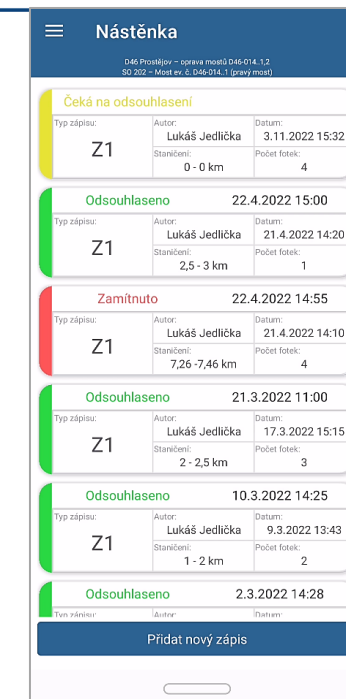 Nástěnka
D46 Prostějov – oprava mostů D46-014..1,2
SO 202 – Most ev. č. D46-014..1 (pravý most)
Čeká na odsouhlasení
Typ zápisu: Autor: Datum:
Z1 Lukáš Jedlička 3.11.2022 15:32
Staničení: Počet fotek:
0 - 0 km 4
Odsouhlaseno 22.4.2022 15:00
Typ zápisu: Autor: Datum:
Z1 Lukáš Jedlička 21.4.2022 14:20
Staničení: Počet fotek:
2,5 - 3 km 1
Zamítnuto 22.4.2022 14:55
Typ zápisu: Autor: Datum:
Z1 Lukáš Jedlička 21.4.2022 14:10
Staničení: Počet fotek:
7,26 -7,46 km 4
Odsouhlaseno 21.3.2022 11:00
Typ zápisu: Autor: Datum:
Z1 Lukáš Jedlička 17.3.2022 15:15
Staničení: Počet fotek:
2 - 2,5 km 3
Odsouhlaseno 10.3.2022 14:25
Typ zápisu: Autor: Datum:
Z1 Lukáš Jedlička 9.3.2022 13:43
Staničení: Počet fotek:
1 - 2 km 2
Odsouhlaseno 2.3.2022 14:28
Typ zápisu: Autor: Datum:
Přidat nový zápis